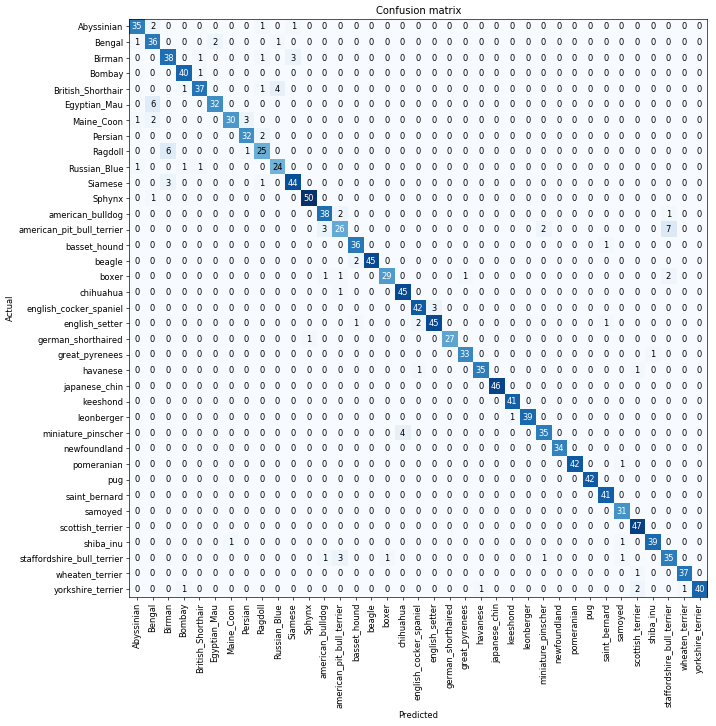 Confusion matrix
Actual
Abyssinian 35 2 0 0 0 0 0 0 1 0 1 0 0 0 0 0 0 0 0 0 0 0 0 0 0 0 0 0 0 0 0 0 0 0 0 0 0
Bengal 1 36 0 0 0 2 0 0 0 1 0 0 0 0 0 0 0 0 0 0 0 0 0 0 0 0 0 0 0 0 0 0 0 0 0 0 0
Birman 0 0 38 0 1 0 0 0 1 0 3 0 0 0 0 0 0 0 0 0 0 0 0 0 0 0 0 0 0 0 0 0 0 0 0 0 0
Bombay 0 0 0 40 1 0 0 0 0 0 0 0 0 0 0 0 0 0 0 0 0 0 0 0 0 0 0 0 0 0 0 0 0 0 0 0 0
British_Shorthair 0 0 0 1 37 0 0 0 1 4 0 0 0 0 0 0 0 0 0 0 0 0 0 0 0 0 0 0 0 0 0 0 0 0 0 0 0
Egyptian_Mau 0 6 0 0 0 32 0 0 0 0 0 0 0 0 0 0 0 0 0 0 0 0 0 0 0 0 0 0 0 0 0 0 0 0 0 0 0
Maine_Coon 1 2 0 0 0 0 30 3 0 0 0 0 0 0 0 0 0 0 0 0 0 0 0 0 0 0 0 0 0 0 0 0 0 0 0 0 0
Persian 0 0 0 0 0 0 0 32 2 0 0 0 0 0 0 0 0 0 0 0 0 0 0 0 0 0 0 0 0 0 0 0 0 0 0 0 0
Ragdoll 0 0 6 0 0 0 0 1 25 0 0 0 0 0 0 0 0 0 0 0 0 0 0 0 0 0 0 0 0 0 0 0 0 0 0 0 0
Russian_Blue 1 0 0 1 1 0 0 0 0 24 0 0 0 0 0 0 0 0 0 0 0 0 0 0 0 0 0 0 0 0 0 0 0 0 0 0 0
Siamese 0 0 3 0 0 0 0 0 1 0 44 0 0 0 0 0 0 0 0 0 0 0 0 0 0 0 0 0 0 0 0 0 0 0 0 0 0
Sphynx 0 1 0 0 0 0 0 0 0 0 0 50 0 0 0 0 0 0 0 0 0 0 0 0 0 0 0 0 0 0 0 0 0 0 0 0 0
american_bulldog 0 0 0 0 0 0 0 0 0 0 0 0 38 2 0 0 0 0 0 0 0 0 0 0 0 0 0 0 0 0 0 0 0 0 1 0 0
american_pit_bull_terrier 0 0 0 0 0 0 0 0 0 0 0 0 3 26 0 0 0 0 0 0 0 0 0 0 0 0 2 0 0 0 0 0 0 0 7 0 0
basset_hound 0 0 0 0 0 0 0 0 0 0 0 0 0 0 36 0 0 0 0 0 0 0 0 0 0 0 0 0 0 0 1 0 0 0 0 0 0
beagle 0 0 0 0 0 0 0 0 0 0 0 0 0 0 2 45 0 0 0 0 0 0 0 0 0 0 0 0 0 0 0 0 0 0 0 0 0
boxer 0 0 0 0 0 0 0 0 0 0 0 0 1 1 0 0 29 0 0 0 0 1 0 0 0 0 0 0 0 0 0 0 0 0 2 0 0
chihuahua 0 0 0 0 0 0 0 0 0 0 0 0 0 1 0 0 0 45 0 0 0 0 0 0 0 0 0 0 0 0 0 0 0 0 0 0 0
english_cocker_spaniel 0 0 0 0 0 0 0 0 0 0 0 0 0 0 0 0 0 0 42 3 0 0 0 0 0 0 0 0 0 0 0 0 0 0 0 0 0
english_setter 0 0 0 0 0 0 0 0 0 0 0 0 0 0 1 0 0 0 2 45 0 0 0 0 0 0 0 0 0 0 1 0 0 0 0 0 0
german_shorthaired 0 0 0 0 0 0 0 0 0 0 0 1 0 0 0 0 0 0 0 0 27 0 0 0 0 0 0 0 0 0 0 0 0 0 0 0 0
great_pyrenees 0 0 0 0 0 0 0 0 0 0 0 0 0 0 0 0 0 0 0 0 0 33 0 0 0 0 0 0 0 0 0 0 0 1 0 0 0
havanese 0 0 0 0 0 0 0 0 0 0 0 0 0 0 0 0 0 0 1 0 0 0 35 0 0 0 0 0 0 0 0 0 1 0 0 0 0
japanese_chin 0 0 0 0 0 0 0 0 0 0 0 0 0 0 0 0 0 0 0 0 0 0 0 46 0 0 0 0 0 0 0 0 0 0 0 0 0
keeshond 0 0 0 0 0 0 0 0 0 0 0 0 0 0 0 0 0 0 0 0 0 0 0 0 41 0 0 0 0 0 0 0 0 0 0 0 0
leonberger 0 0 0 0 0 0 0 0 0 0 0 0 0 0 0 0 0 0 0 0 0 0 0 0 1 39 0 0 0 0 0 0 0 0 0 0 0
miniature_pinscher 0 0 0 0 0 0 0 0 0 0 0 0 0 0 0 0 0 4 0 0 0 0 0 0 0 0 35 0 0 0 0 0 0 0 0 0 0
newfoundland 0 0 0 0 0 0 0 0 0 0 0 0 0 0 0 0 0 0 0 0 0 0 0 0 0 0 0 34 0 0 0 0 0 0 0 0 0
pomeranian 0 0 0 0 0 0 0 0 0 0 0 0 0 0 0 0 0 0 0 0 0 0 0 0 0 0 0 0 42 0 0 1 0 0 0 0 0
pug 0 0 0 0 0 0 0 0 0 0 0 0 0 0 0 0 0 0 0 0 0 0 0 0 0 0 0 0 0 42 0 0 0 0 0 0 0
saint_bernard 0 0 0 0 0 0 0 0 0 0 0 0 0 0 0 0 0 0 0 0 0 0 0 0 0 0 0 0 0 0 41 0 0 0 0 0 0
samoyed 0 0 0 0 0 0 0 0 0 0 0 0 0 0 0 0 0 0 0 0 0 0 0 0 0 0 0 0 0 0 0 31 0 0 0 0 0
scottish_terrier 0 0 0 0 0 0 0 0 0 0 0 0 0 0 0 0 0 0 0 0 0 0 0 0 0 0 0 0 0 0 0 0 47 0 0 0 0
shiba_inu 0 0 0 0 0 0 1 0 0 0 0 0 0 0 0 0 0 0 0 0 0 0 0 0 0 0 0 0 0 0 0 1 0 39 0 0 0
staffordshire_bull_terrier 0 0 0 0 0 0 0 0 0 0 0 0 1 3 0 0 1 0 0 0 0 0 0 0 0 0 1 0 0 0 0 1 0 0 35 0 0
wheaten_terrier 0 0 0 0 0 0 0 0 0 0 0 0 0 0 0 0 0 0 0 0 0 0 0 0 0 0 0 0 0 0 0 0 1 0 0 37 0
yorkshire_terrier 0 0 0 1 0 0 0 0 0 0 0 0 0 0 0 0 0 0 0 0 0 0 1 0 0 0 0 0 0 0 0 0 2 0 0 1 40
Abyssinian
Bengal
Birman
Bombay
British_Shorthair
Egyptian_Mau
Maine_Coon
Persian
Ragdoll
Russian_Blue
Siamese
Sphynx
american_bulldog
american_pit_bull_terrier
basset_hound
beagle
boxer
chihuahua
english_cocker_spaniel
english_setter
german_shorthaired
great_pyrenees
havanese
japanese_chin
keeshond
leonberger
miniature_pinscher
newfoundland
pomeranian
pug
saint_bernard
samoyed
scottish_terrier
shiba_inu
staffordshire_bull_terrier
wheaten_terrier
yorkshire_terrier
Predicted